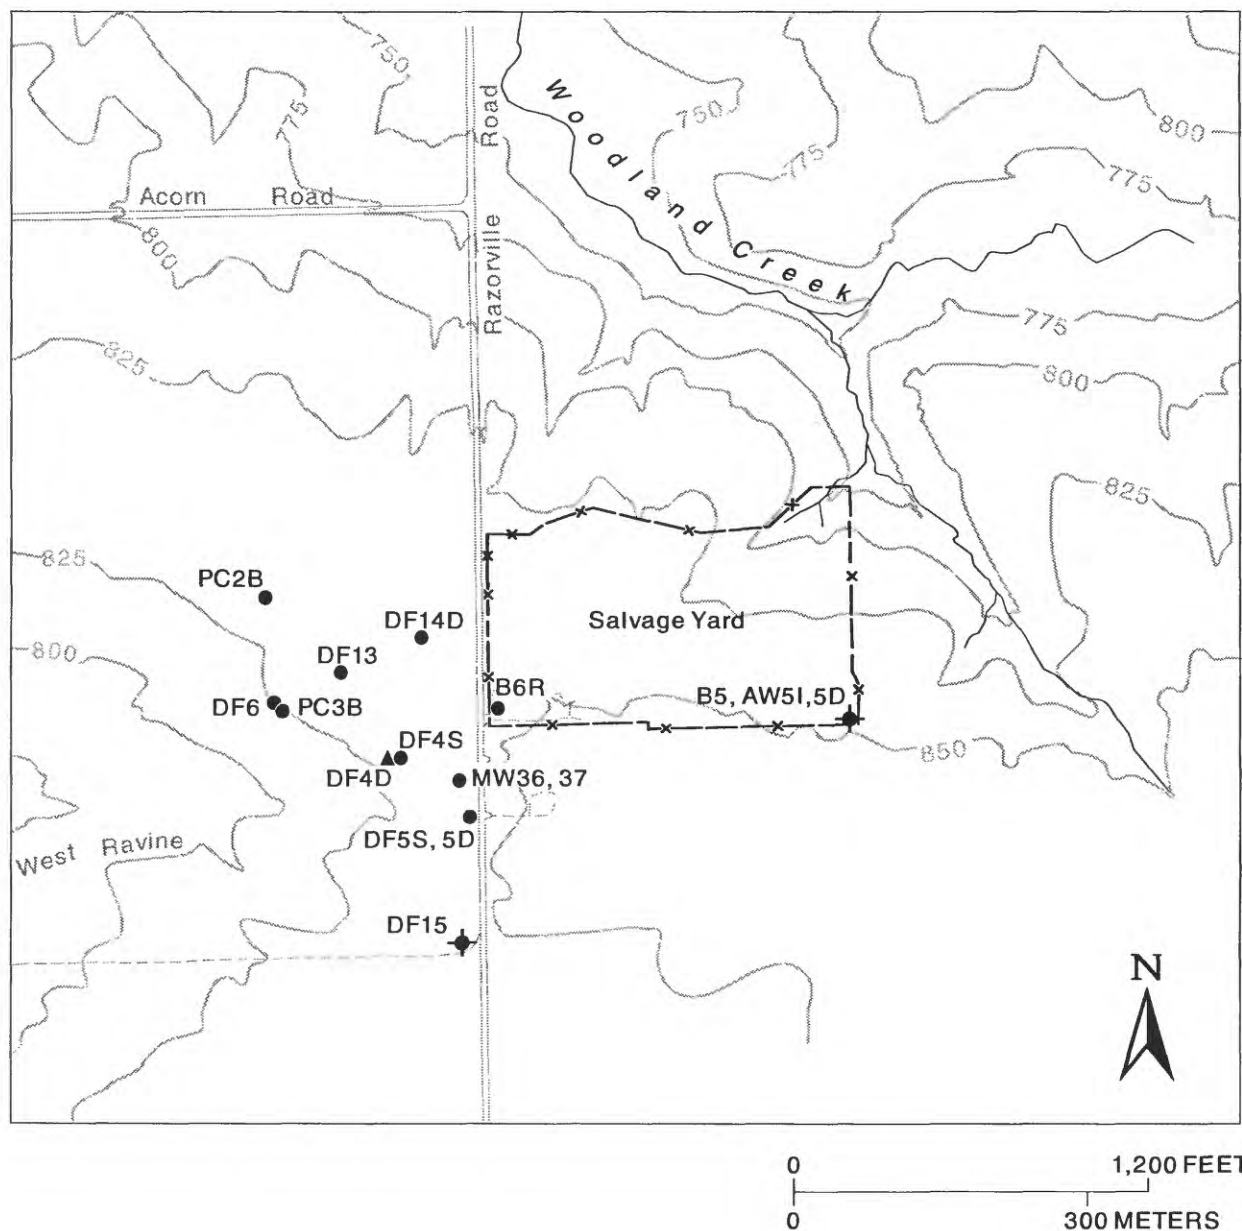 750
775
Road
Woodland Creek
750
775
800
775
Acorn Road
800
Razorville
825
775
800
825
825
PC2B
DF14D
Salvage Yard
800
DF13
B6R
B5, AW5I,5D
DF6
PC3B
DF4S
850
DF4D
MW36, 37
DF5S, 5D
West Ravine
DF15
N
0 1,200 FEET
0 300 METERS